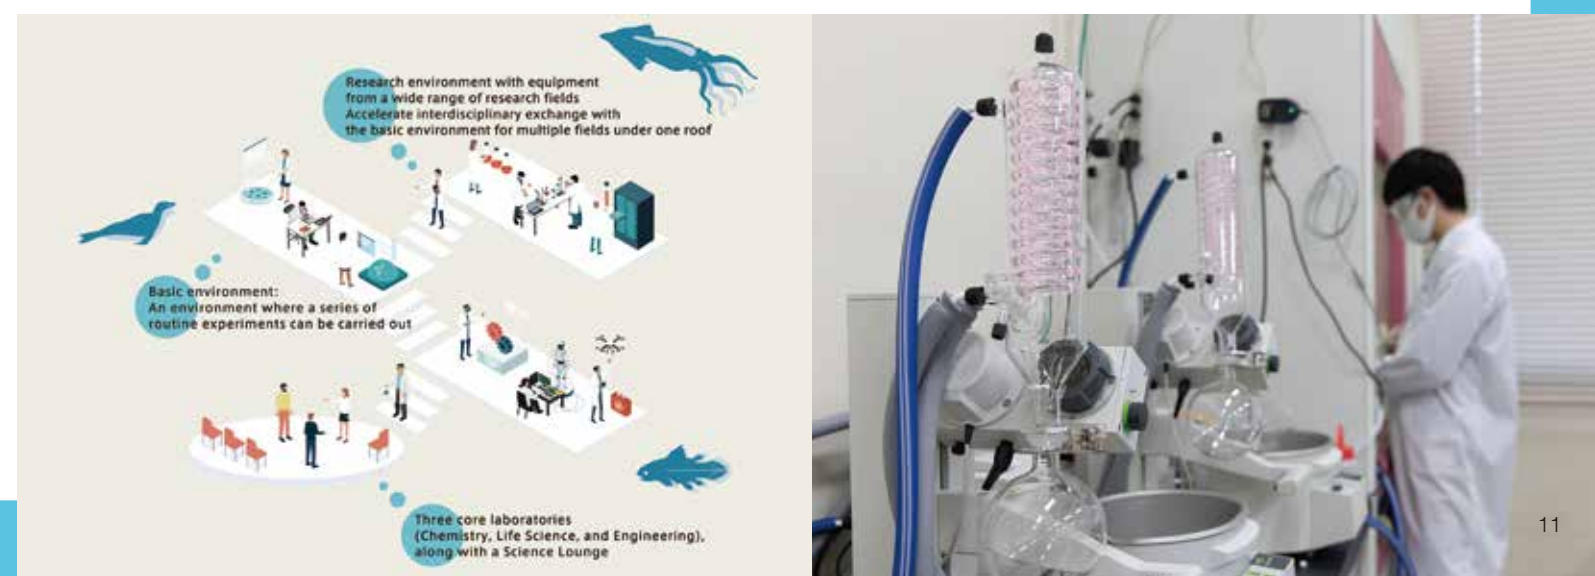 Research environment with equipment
from a wide range of research fields
Accelerate interdisciplinary exchange with
the basic environment for multiple fields under one roof
Basic environment:
An environment where a series of
routine experiments can be carried out
Three core laboratories
(Chemistry, Life Science, and Engineering),
along with a Science Lounge
11